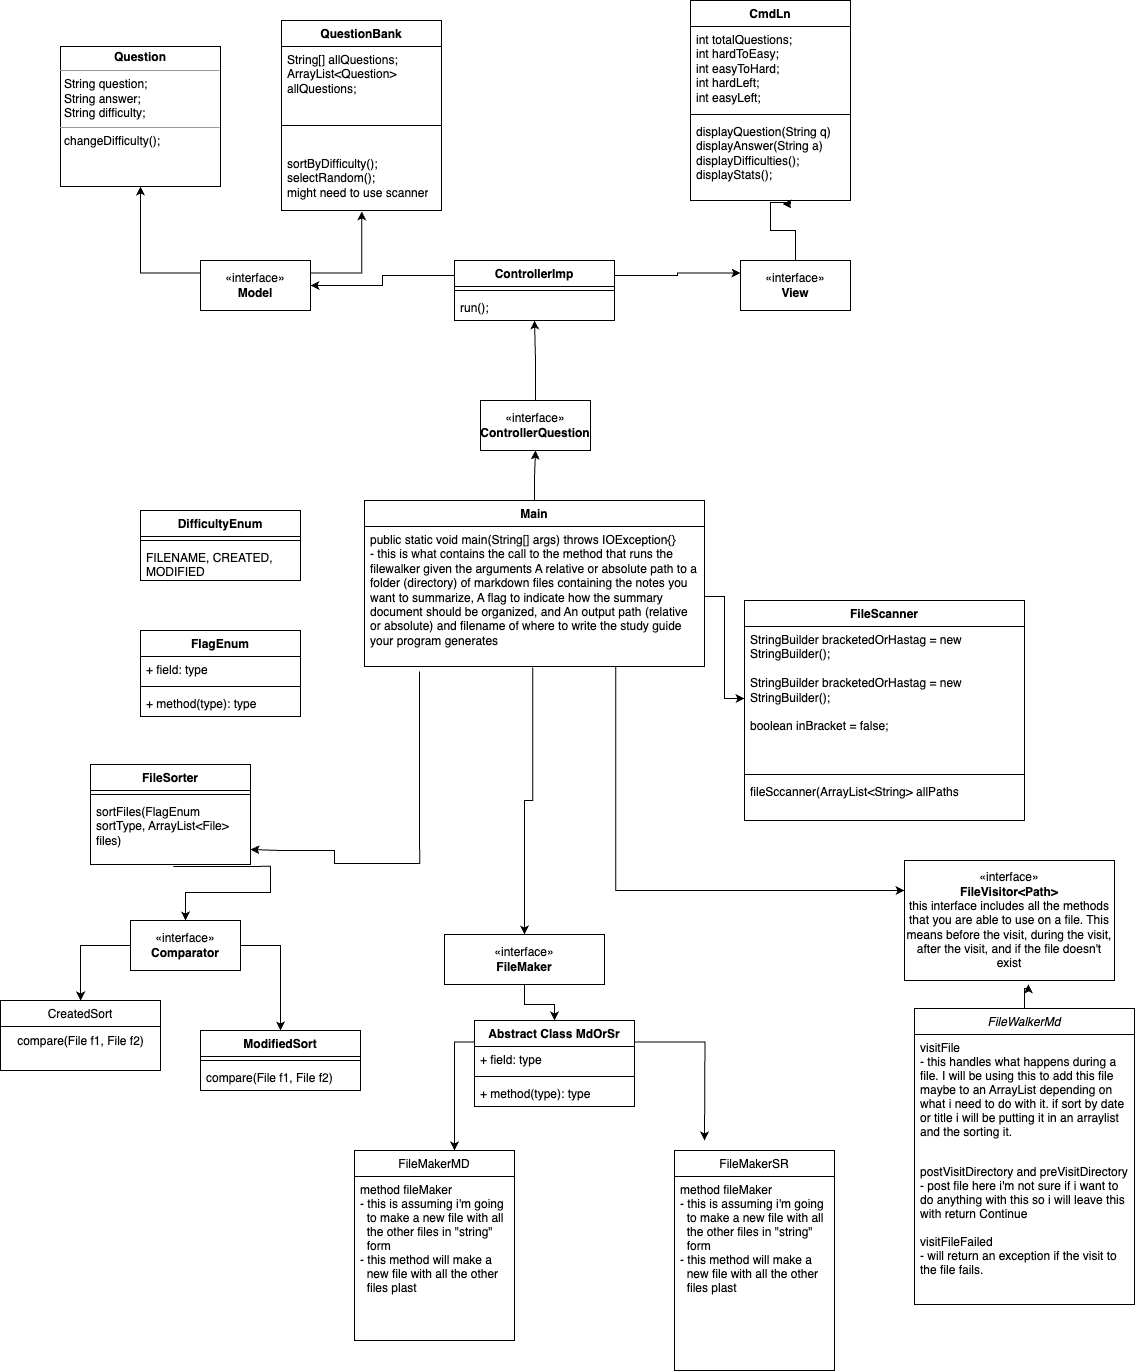 CmdLn
int totalQuestions;
int hardToEasy;
int easyToHard;
int hardLeft;
int easyLeft;
displayQuestion(String q)
displayAnswer(String a)
displayDifficulties();
displayStats();
QuestionBank
String[] allQuestions;
ArrayList<Question>
allQuestions;
sortByDifficulty();
selectRandom();
might need to use scanner
Question
String question;
String answer;
String difficulty;
changeDifficulty();
«interface»
Model
ControllerImp
run();
«interface»
View
«interface»
ControllerQuestion
Main
public static void main(String[] args) throws IOException{}
- this is what contains the call to the method that runs the
filewalker given the arguments A relative or absolute path to a
folder (directory) of markdown files containing the notes you
want to summarize, A flag to indicate how the summary
document should be organized, and An output path (relative
or absolute) and filename of where to write the study guide
your program generates
DifficultyEnum
FILENAME, CREATED,
MODIFIED
FlagEnum
+ field: type
+ method(type): type
FileScanner
StringBuilder bracketedOrHastag = new
StringBuilder();
StringBuilder bracketedOrHastag = new
StringBuilder();
boolean inBracket = false;
fileSccanner(ArrayList<String> allPaths
FileSorter
sortFiles(FlagEnum
sortType, ArrayList<File>
files)
«interface»
Comparator
CreatedSort
compare(File f1, File f2)
ModifiedSort
compare(File f1, File f2)
«interface»
FileMaker
Abstract Class MdOrSr
+ field: type
+ method(type): type
FileMakerMD
method fileMaker
- this is assuming i'm going
to make a new file with all
the other files in "string"
form
- this method will make a
new file with all the other
files plast
FileMakerSR
method fileMaker
- this is assuming i'm going
to make a new file with all
the other files in "string"
form
- this method will make a
new file with all the other
files plast
«interface»
FileVisitor<Path>
this interface includes all the methods
that you are able to use on a file. This
means before the visit, during the visit,
after the visit, and if the file doesn't
exist
FileWalkerMd
visitFile
- this handles what happens during a
file. I will be using this to add this file
maybe to an ArrayList depending on
what i need to do with it. if sort by date
or title i will be putting it in an arraylist
and the sorting it.
postVisitDirectory and preVisitDirectory
- post file here i'm not sure if i want to
do anything with this so i will leave this
with return Continue
visitFileFailed
- will return an exception if the visit to
the file fails.